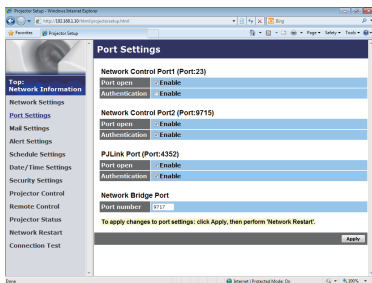 Projector Setup - Windows Internet Explorer
http://192.168.1.10/html/projectorsetup.html
Bing
Favorites
Projector Setup
Page
Safety
Tools
Top:
Network Information
Network Settings
Port Settings
Mail Settings
Alert Settings
Schedule Settings
Date/Time Settings
Security Settings
Projector Control
Remote Control
Projector Status
Network Restart
Connection Test
Port Settings
Network Control Port1 (Port:23)
Port open Enable
Authentication Enable
Network Control Port2 (Port:9715)
Port open Enable
Authentication Enable
PJLink Port (Port:4352)
Port open Enable
Authentication Enable
Network Bridge Port
Port number 9717
To apply changes to port settings: click Apply, then perform 'Network Restart'.
Apply
Done
Internet | Protected Mode: On
100%